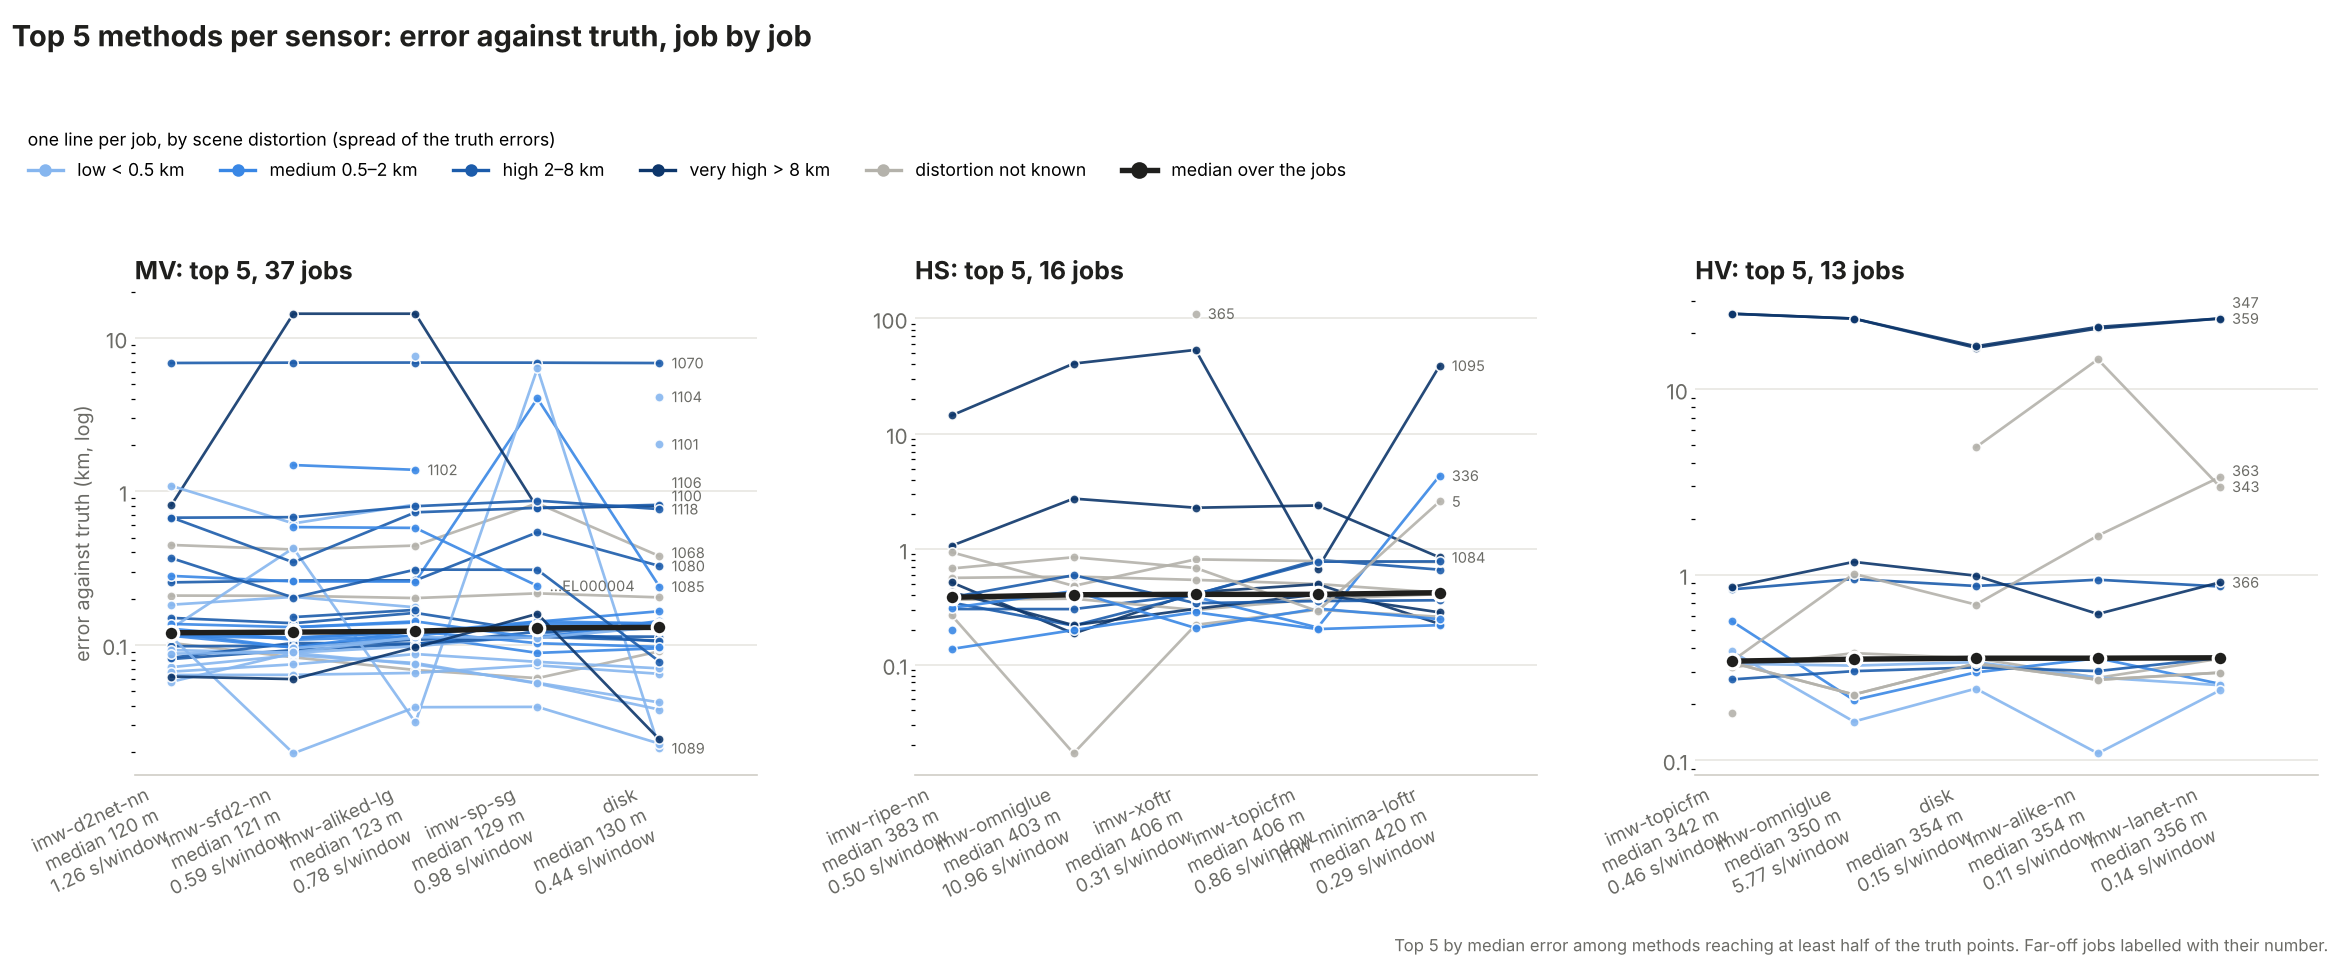 Top 5 methods per sensor: error against truth, job by job
one line per job, by scene distortion (spread of the truth errors)
low < 0.5 km
medium 0.5–2 km
high 2–8 km
very high > 8 km
distortion not known
median over the jobs
MV: top 5, 37 jobs
error against truth (km, log)
10
1
0.1
1070
1104
1101
1102
1106
1100
1118
1068
1080
...EL000004
1085
1089
imw-d2net-nn
median 120 m
1.26 s/window
imw-sfd2-nn
median 121 m
0.59 s/window
imw-aliked-lg
median 123 m
0.78 s/window
imw-sp-sg
median 129 m
0.98 s/window
disk
median 130 m
0.44 s/window
HS: top 5, 16 jobs
100
10
1
0.1
365
1095
336
5
1084
imw-ripe-nn
median 383 m
0.50 s/window
imw-omniglue
median 403 m
10.96 s/window
imw-xoftr
median 406 m
0.31 s/window
imw-topicfm
median 406 m
0.86 s/window
imw-minima-loftr
median 420 m
0.29 s/window
HV: top 5, 13 jobs
10
1
0.1
347
359
363
343
366
imw-topicfm
median 342 m
0.46 s/window
imw-omniglue
median 350 m
5.77 s/window
disk
median 354 m
0.15 s/window
imw-alike-nn
median 354 m
0.11 s/window
imw-lanet-nn
median 356 m
0.14 s/window
Top 5 by median error among methods reaching at least half of the truth points. Far-off jobs labelled with their number.